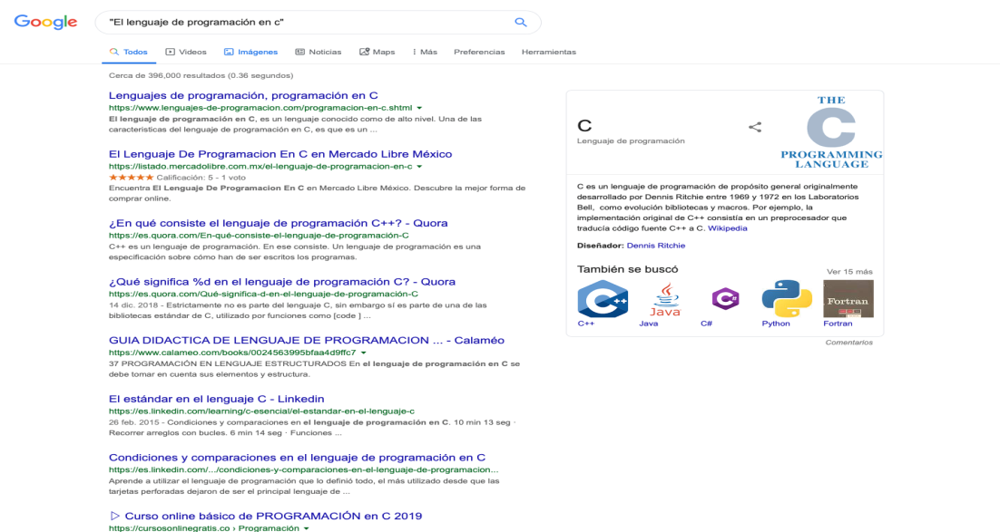 Google
"El lenguaje de programación en c"
Todos Videos Imágenes Noticias Maps Más Preferencias Herramientas
Cerca de 396,000 resultados (0.36 segundos)
Lenguajes de programación, programación en C
https://www.lenguajes-de-programacion.com/programacion-en-c.shtml
El lenguaje de programación en C, es un lenguaje conocido como de alto nivel. Una de las
caracteristicas del lenguaje de programación en C, es que es un ...
El Lenguaje De Programacion En C en Mercado Libre México
https://listado.mercadolibre.com.mx/el-lenguaje-de-programacion-en-c
Calificación: 5 - 1 voto
Encuentra El Lenguaje De Programacion En C en Mercado Libre México. Descubre la mejor forma de
comprar online.
¿En qué consiste el lenguaje de programación C++? - Quora
https://es.quora.com/En-qué-consiste-el-lenguaje-de-programación-C
C++ es un lenguaje de programación. En ese consiste. Un lenguaje de programación es una
especificación sobre cómo han de ser escritos los programas.
¿Qué significa %d en el lenguaje de programación C? - Quora
https://es.quora.com/Qué-significa-d-en-el-lenguaje-de-programación-C
14 dic. 2018 - Estrictamente no es parte del lenguaje C, sin embargo sí es parte de una de las
bibliotecas estándar de C, utilizado por funciones como [code ] ...
GUIA DIDACTICA DE LENGUAJE DE PROGRAMACION ... - Calaméo
https://www.calameo.com/books/0024563995bfaa4d9ffc7
37 PROGRAMACIÓN EN LENGUAJE ESTRUCTURADOS En el lenguaje de programación en C se
debe tomar en cuenta sus elementos y estructura.
El estándar en el lenguaje C - Linkedin
https://es.linkedin.com/learning/c-esencial/el-estandar-en-el-lenguaje-c
26 feb. 2015 - Condiciones y comparaciones en el lenguaje de programación en C. 10 min 13 seg ·
Recorrer arreglos con bucles. 6 min 14 seg · Funciones ...
Condiciones y comparaciones en el lenguaje de programación en C
https://es.linkedin.com/.../condiciones-y-comparaciones-en-el-lenguaje-de-programacion...
Aprende a utilizar el lenguaje de programación que lo definió todo, el más utilizado desde que las
tarjetas perforadas dejaron de ser el principal lenguaje de ...
▷ Curso online básico de PROGRAMACIÓN en C 2019
https://cursosonlinegratis.co › Programación
C
Lenguaje de programación
THE
C
PROGRAMMING
LANGUAGE
C es un lenguaje de programación de propósito general originalmente
desarrollado por Dennis Ritchie entre 1969 y 1972 en los Laboratorios
Bell, como evolución bibliotecas y macros. Por ejemplo, la
implementación original de C++ consistía en un preprocesador que
traducía código fuente C++ a C. Wikipedia
Diseñador: Dennis Ritchie
También se buscó Ver 15 más
C++ Java C# Fortran
C++ Java C# Python Fortran
Comentarios